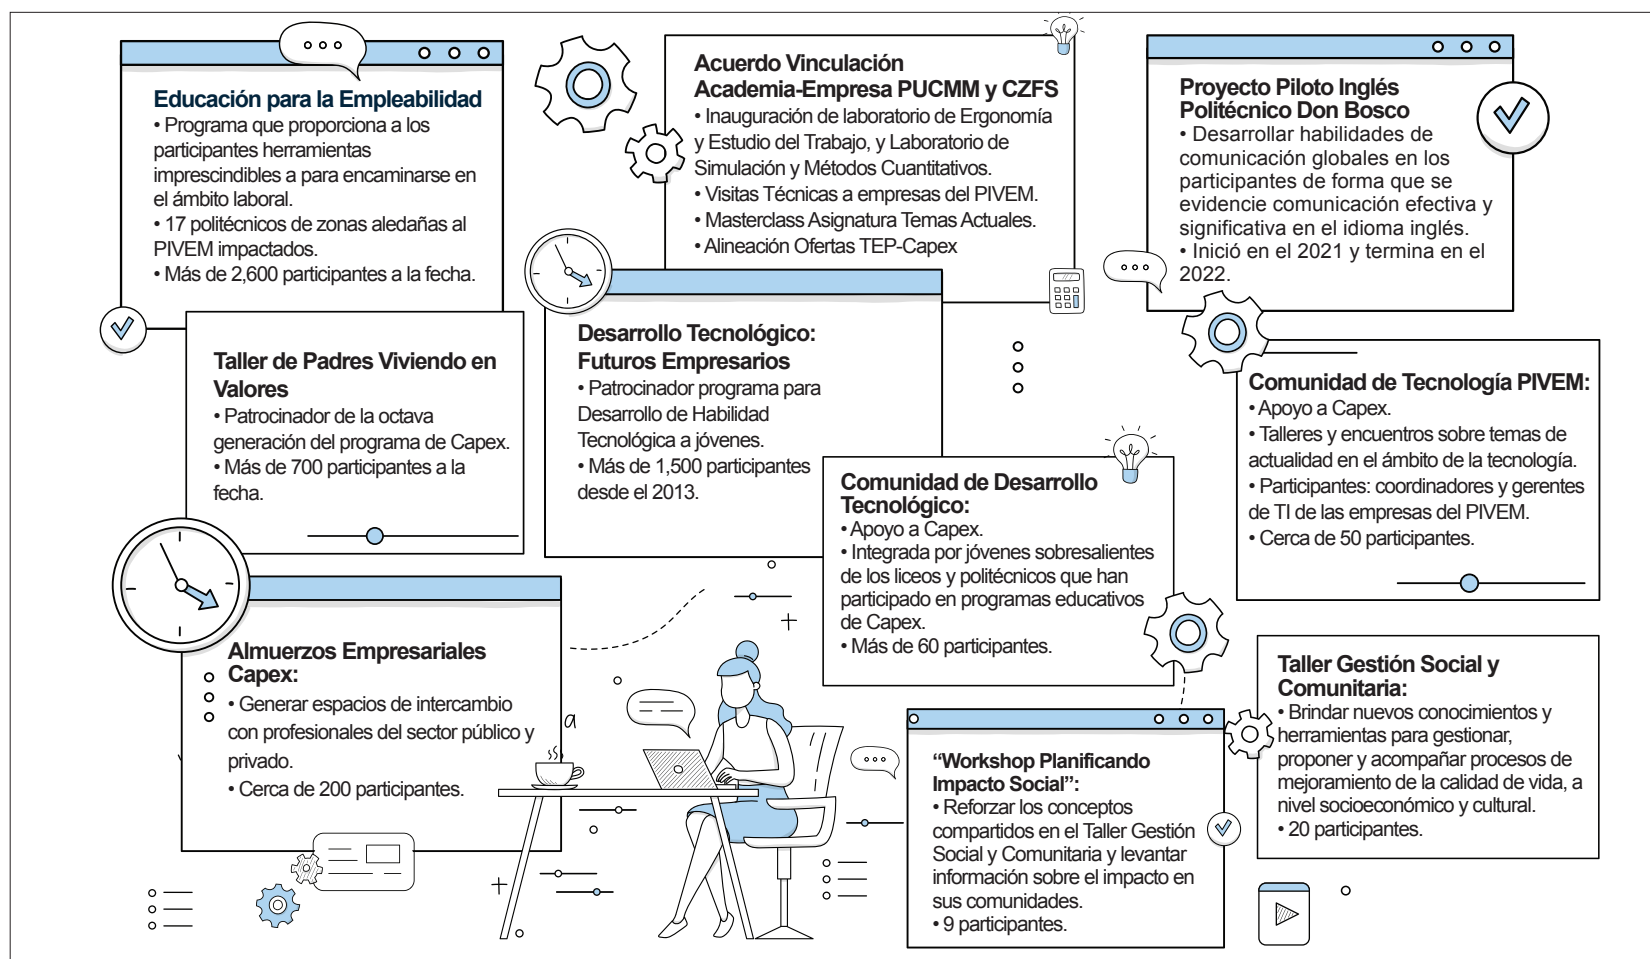 Educación para la Empleabilidad
• Programa que proporciona a los
participantes herramientas
imprescindibles a para encaminarse en
el ámbito laboral.
• 17 politécnicos de zonas aledañas al
PIVEM impactados.
• Más de 2,600 participantes a la fecha.
Acuerdo Vinculación
Academia-Empresa PUCMM y CZFS
• Inauguración de laboratorio de Ergonomía
y Estudio del Trabajo, y Laboratorio de
Simulación y Métodos Cuantitativos.
• Visitas Técnicas a empresas del PIVEM.
• Masterclass Asignatura Temas Actuales.
• Alineación Ofertas TEP-Capex
Proyecto Piloto Inglés
Politécnico Don Bosco
• Desarrollar habilidades de
comunicación globales en los
participantes de forma que se
evidencie comunicación efectiva y
significativa en el idioma inglés.
• Inició en el 2021 y termina en el
2022.
Taller de Padres Viviendo en
Valores
• Patrocinador de la octava
generación del programa de Capex.
• Más de 700 participantes a la
fecha.
Desarrollo Tecnológico:
Futuros Empresarios
• Patrocinador programa para
Desarrollo de Habilidad
Tecnológica a jóvenes.
• Más de 1,500 participantes
desde el 2013.
Comunidad de Tecnología PIVEM:
• Apoyo a Capex.
• Talleres y encuentros sobre temas de
actualidad en el ámbito de la tecnología.
• Participantes: coordinadores y gerentes
de TI de las empresas del PIVEM.
• Cerca de 50 participantes.
Comunidad de Desarrollo
Tecnológico:
• Apoyo a Capex.
• Integrada por jóvenes sobresalientes
de los liceos y politécnicos que han
participado en programas educativos
de Capex.
• Más de 60 participantes.
Almuerzos Empresariales
Capex:
• Generar espacios de intercambio
con profesionales del sector público y
privado.
• Cerca de 200 participantes.
a
Taller Gestión Social y
Comunitaria:
• Brindar nuevos conocimientos y
herramientas para gestionar,
proponer y acompañar procesos de
mejoramiento de la calidad de vida, a
nivel socioeconómico y cultural.
• 20 participantes.
“Workshop Planificando
Impacto Social”:
• Reforzar los conceptos
compartidos en el Taller Gestión
Social y Comunitaria y levantar
información sobre el impacto en
sus comunidades.
• 9 participantes.